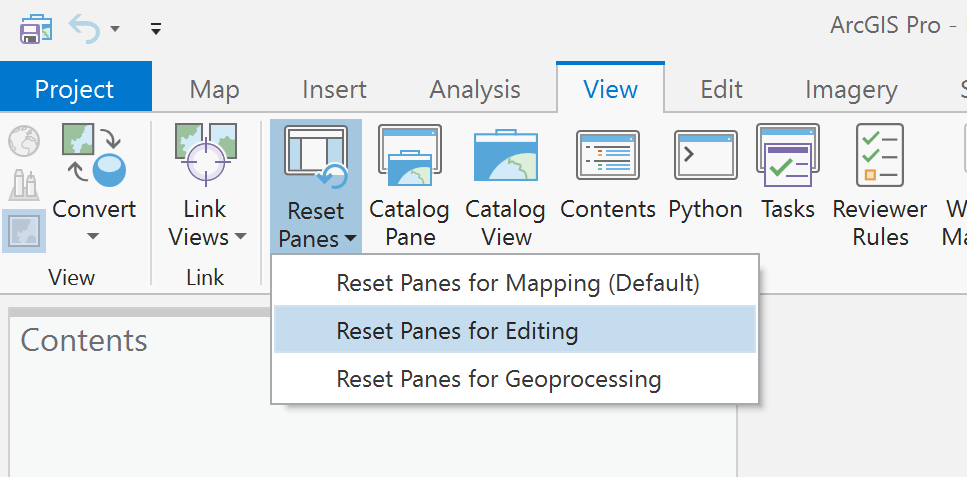 ArcGIS Pro -
Project Map Insert Analysis View Edit Imagery S
Convert
Link
Views
Reset
Panes
Catalog
Pane
Catalog
View
Contents
Python
Tasks
Reviewer
Rules
View
Link
Reset Panes for Mapping (Default)
Reset Panes for Editing
Reset Panes for Geoprocessing
Contents